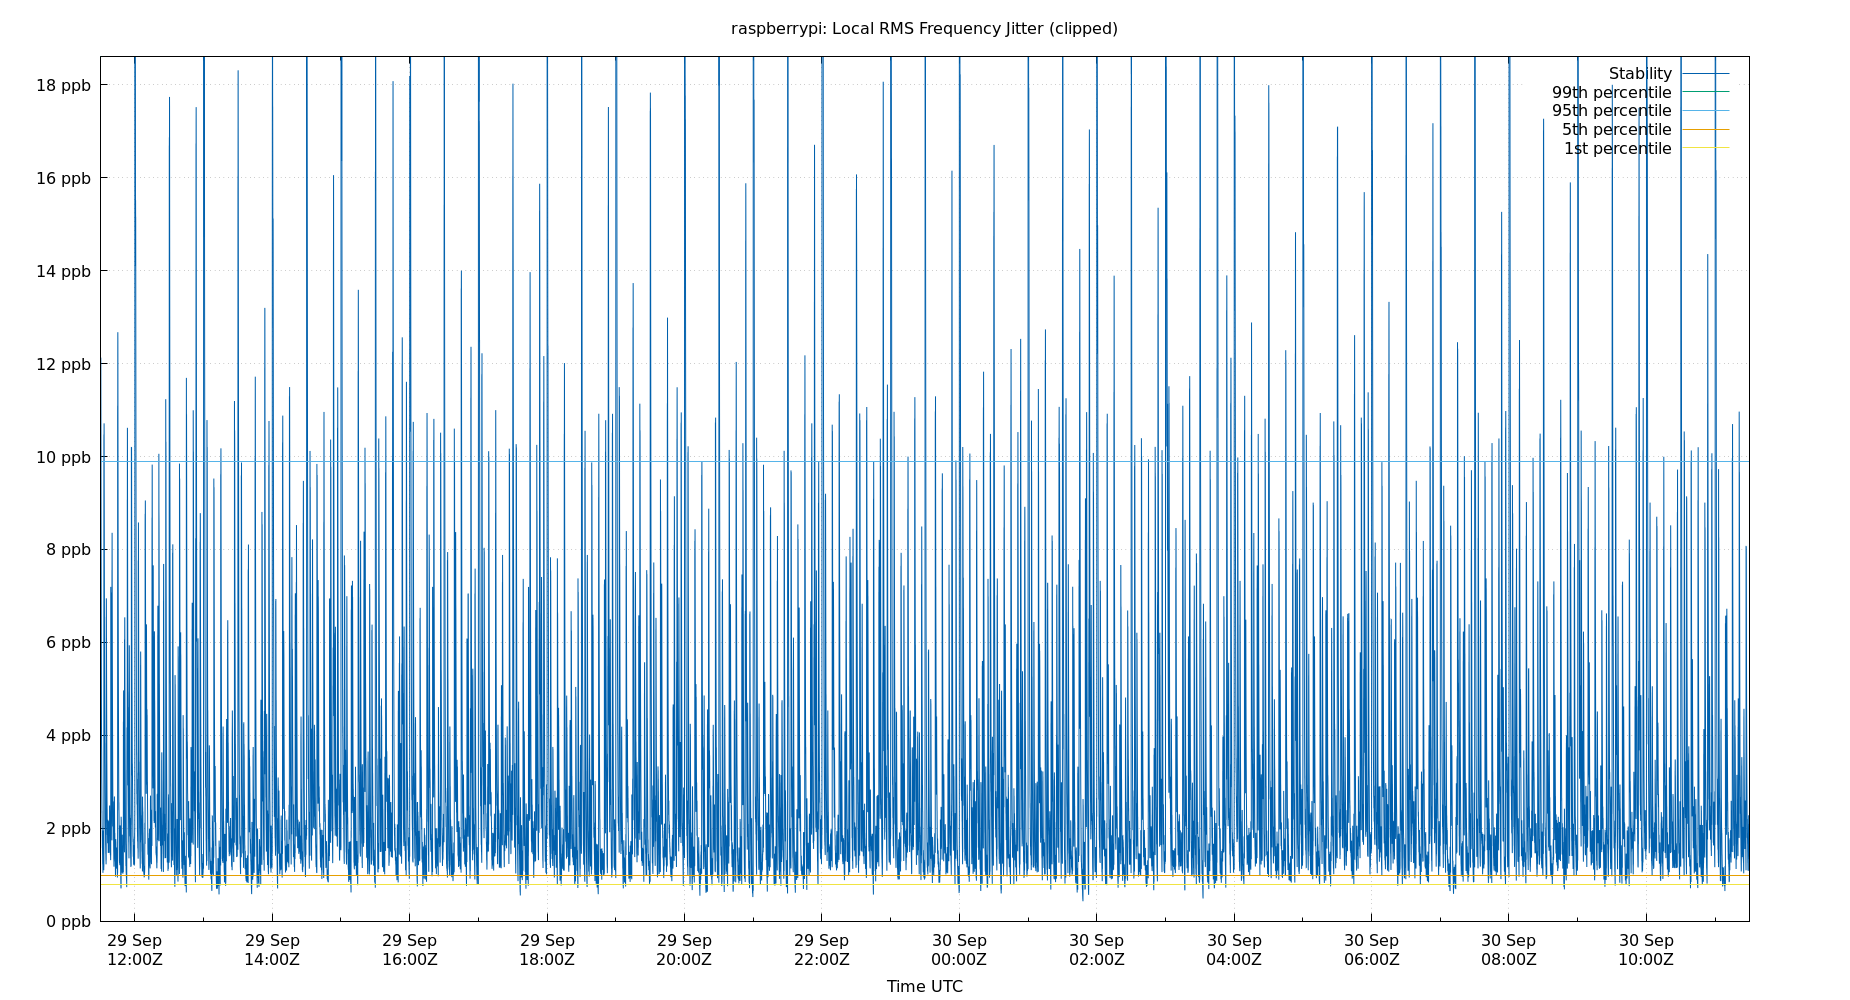 raspberrypi: Local RMS Frequency Jitter (clipped)
18 ppb
16 ppb
14 ppb
12 ppb
10 ppb
8 ppb
6 ppb
4 ppb
2 ppb
0 ppb
Stability
99th percentile
95th percentile
5th percentile
1st percentile
29 Sep 29 Sep 29 Sep 29 Sep 29 Sep 29 Sep 30 Sep 30 Sep 30 Sep 30 Sep 30 Sep 30 Sep
12:00Z 14:00Z 16:00Z 18:00Z 20:00Z 22:00Z 00:00Z 02:00Z 04:00Z 06:00Z 08:00Z 10:00Z
Time UTC